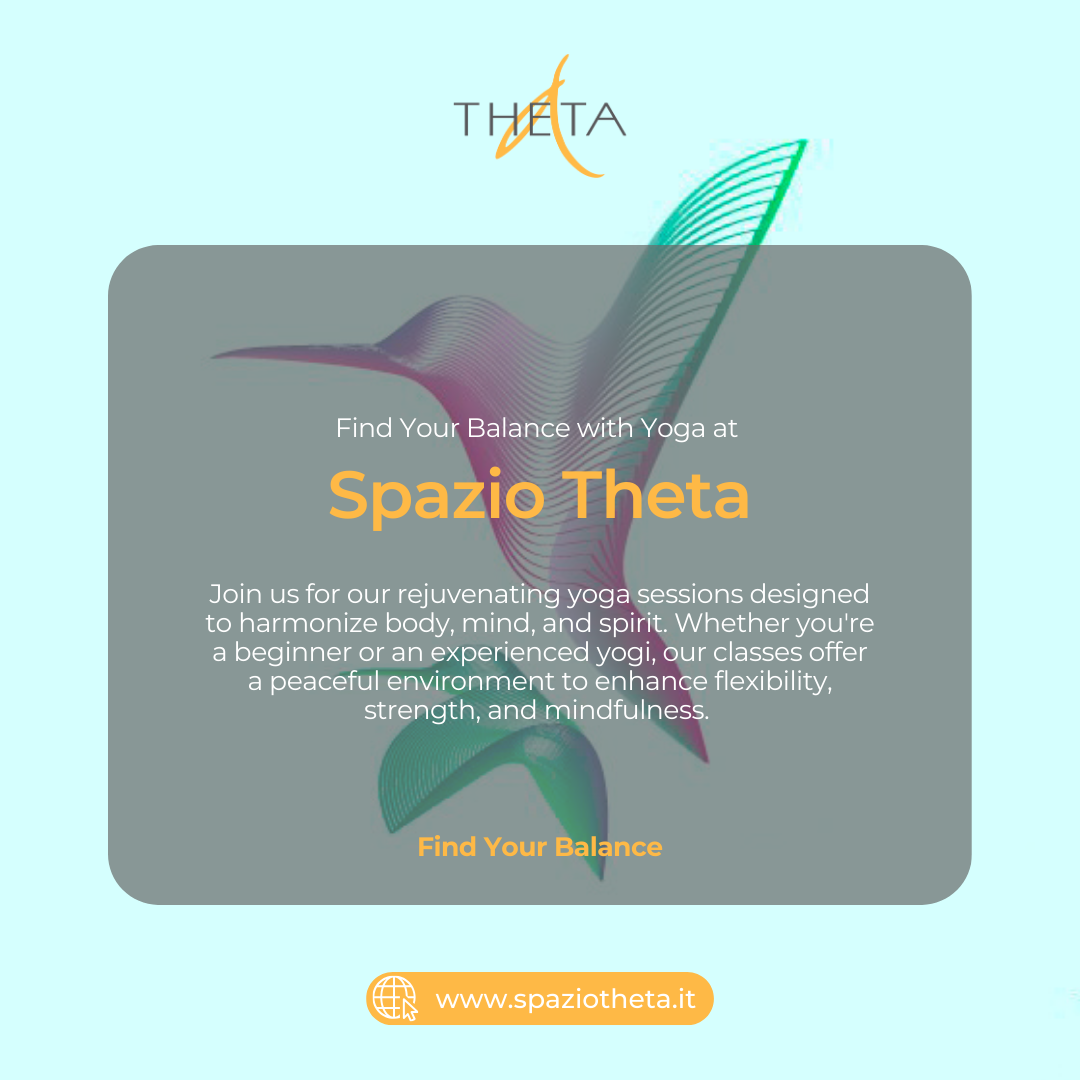 THETA
Find Your Balance with Yoga at
Spazio Theta
Join us for our rejuvenating yoga sessions designed
to harmonize body, mind, and spirit. Whether you're
a beginner or an experienced yogi, our classes offer
a peaceful environment to enhance flexibility,
strength, and mindfulness.
Find Your Balance
www.spaziotheta.it